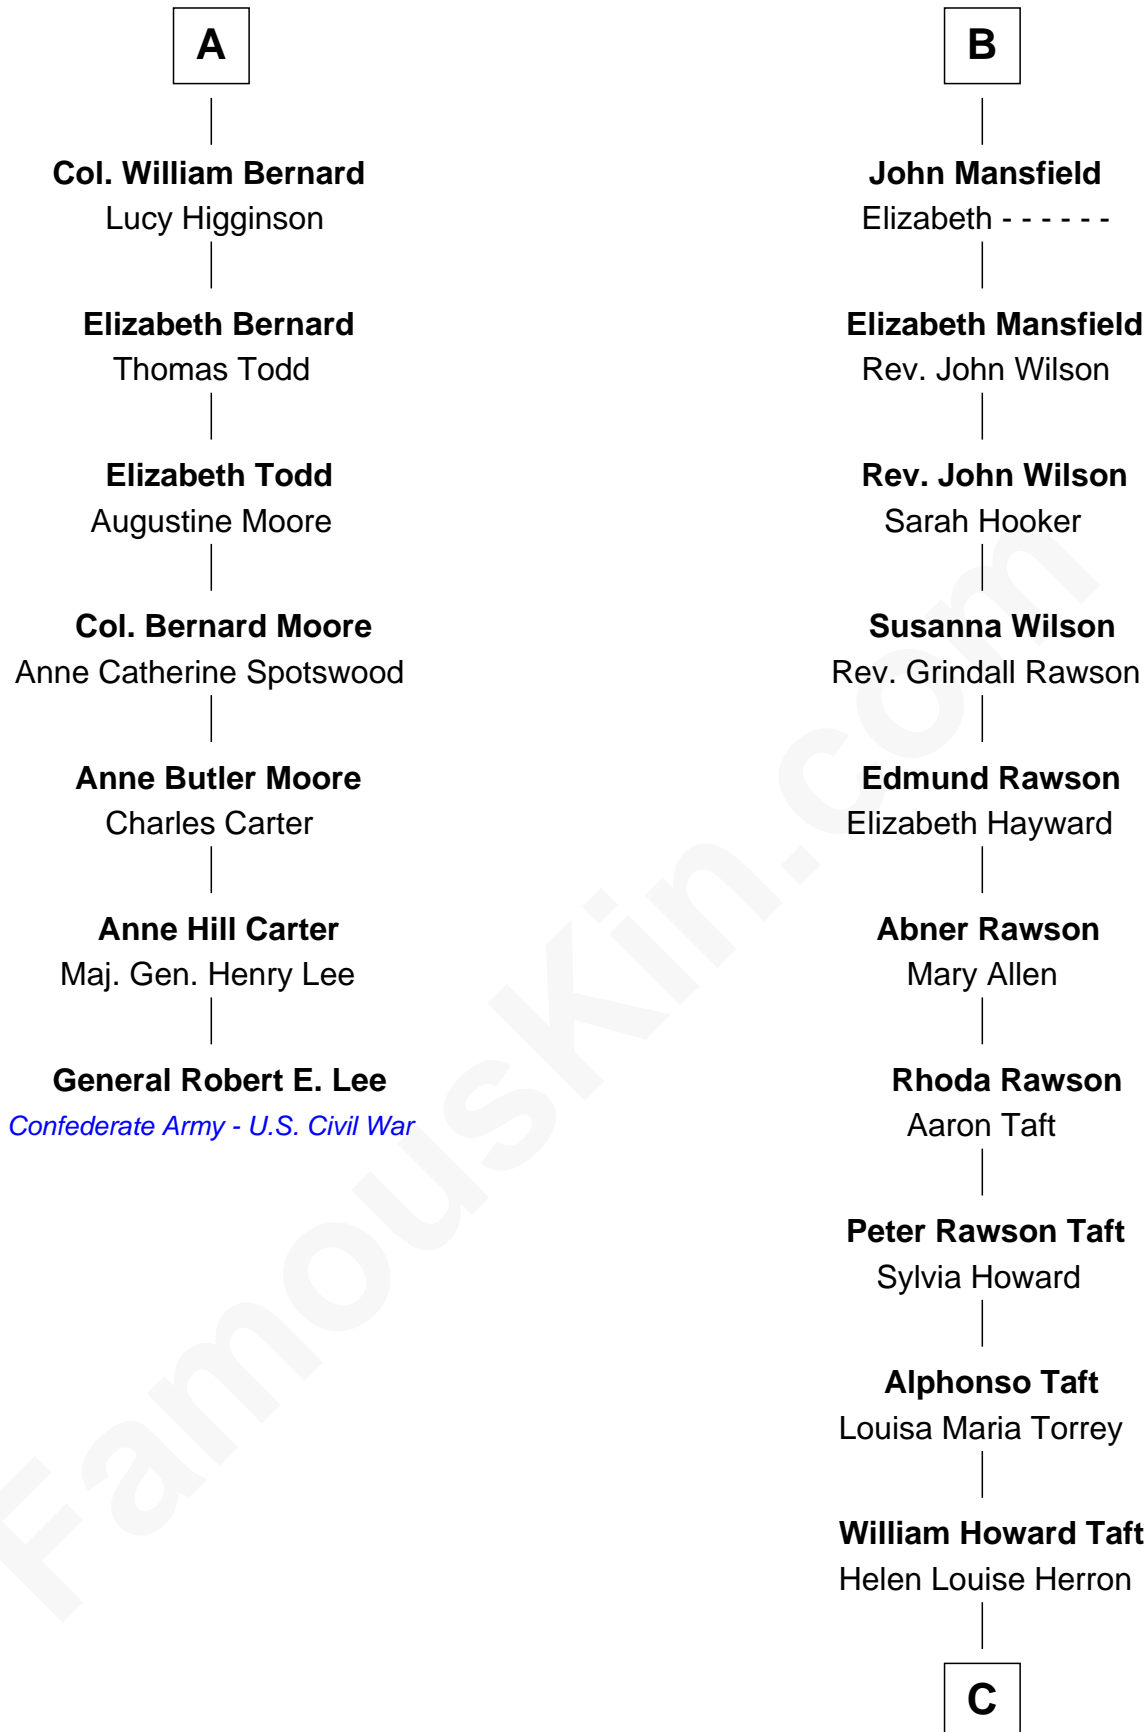 A
Col. William Bernard
Lucy Higginson
Elizabeth Bernard
Thomas Todd
Elizabeth Todd
Augustine Moore
Col. Bernard Moore
Anne Catherine Spotswood
Anne Butler Moore
Charles Carter
Anne Hill Carter
Maj. Gen. Henry Lee
General Robert E. Lee
Confederate Army - U.S. Civil War
B
John Mansfield
Elizabeth - - - - - -
Elizabeth Mansfield
Rev. John Wilson
Rev. John Wilson
Sarah Hooker
Susanna Wilson
Rev. Grindall Rawson
Edmund Rawson
Elizabeth Hayward
Abner Rawson
Mary Allen
Rhoda Rawson
Aaron Taft
Peter Rawson Taft
Sylvia Howard
Alphonso Taft
Louisa Maria Torrey
William Howard Taft
Helen Louise Herron
C
FamousKin.com